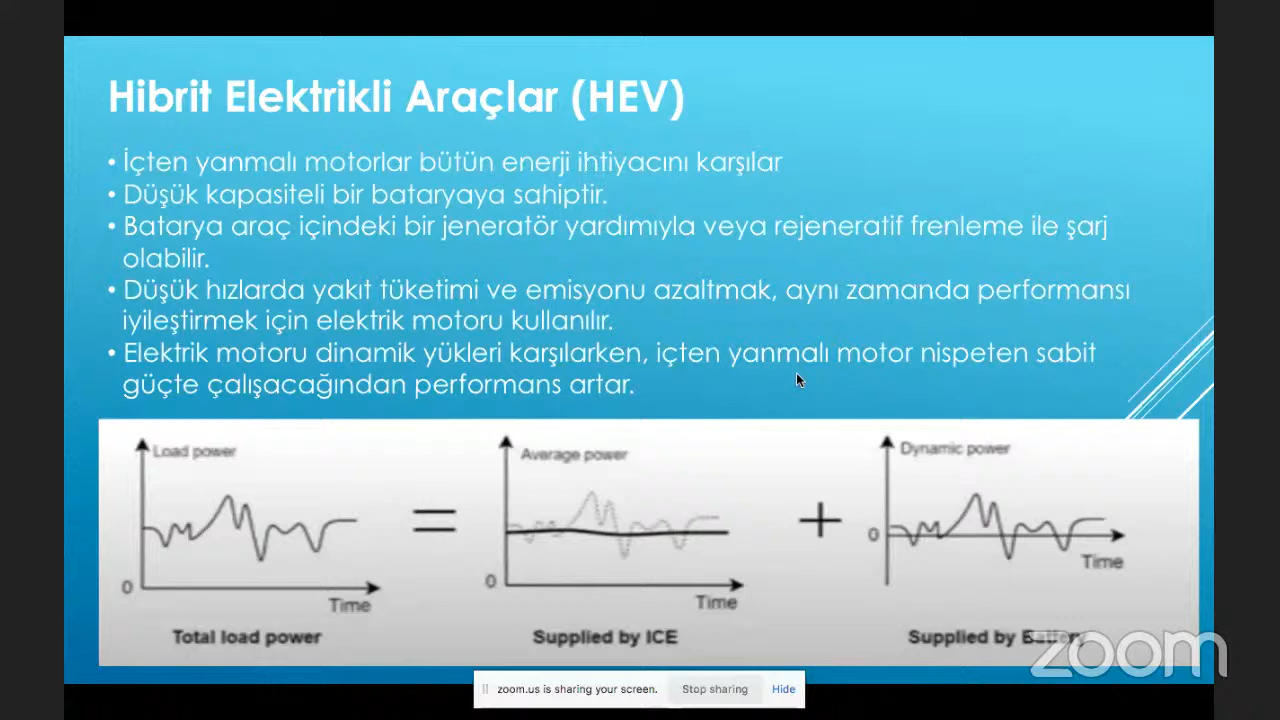 Hibrit Elektrikli Araçlar (HEV)
• İçten yanmalı motorlar bütün enerji ihtiyacını karşılar
• Düşük kapasiteli bir bataryaya sahiptir.
• Batarya araç içindeki bir jeneratör yardımıyla veya rejeneratif frenleme ile şarj
olabilir.
• Düşük hızlarda yakıt tüketimi ve emisyonu azaltmak, aynı zamanda performansı
iyileştirmek için elektrik motoru kullanılır.
• Elektrik motoru dinamik yükleri karşılarken, içten yanmalı motor nispeten sabit
güçte çalışacağından performans artar.
Load power
0
Time
Total load power
=
Average power
0
Time
Supplied by ICE
+
Dynamic power
0
Time
Supplied by Battery
zoom
zoom.us is sharing your screen. Stop sharing Hide